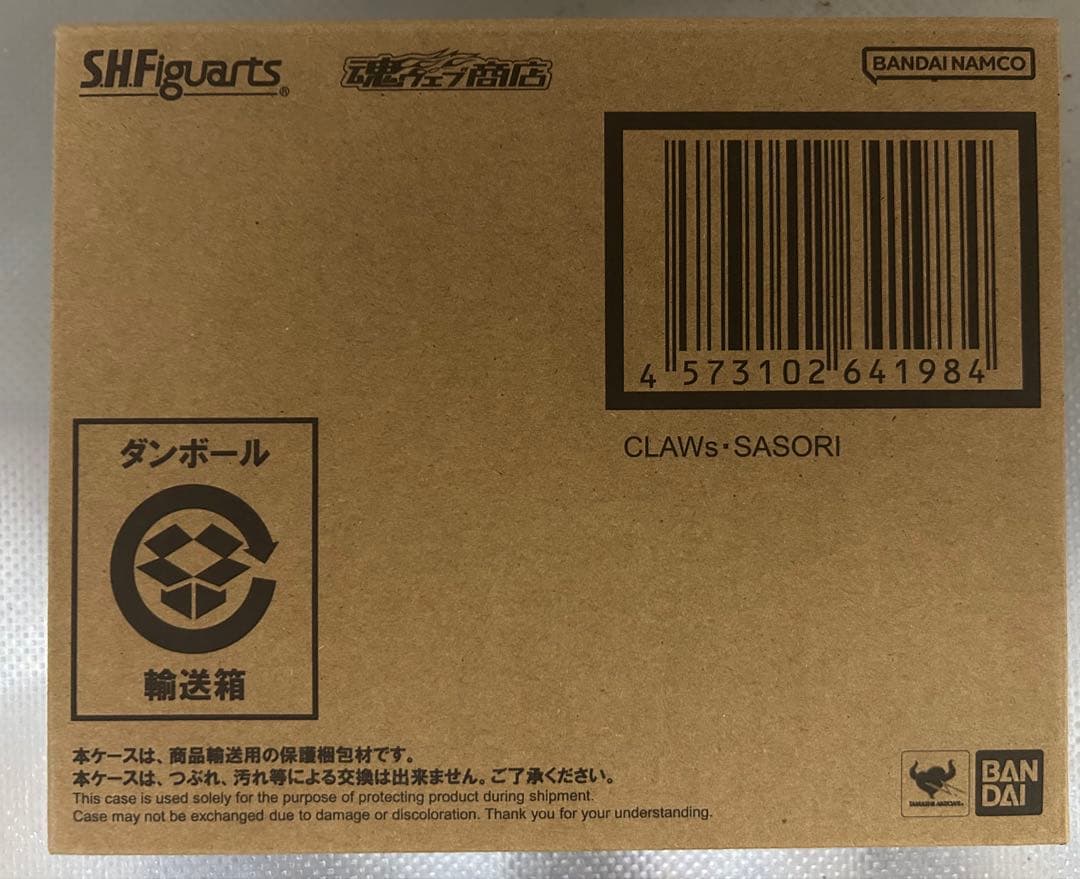 S.H.Figuarts®
魂ウェブ商店
BANDAI NAMCO
4 573102 641984
CLAWs・SASORI
ダンボール
輸送箱
本ケースは、商品輸送用の保護梱包材です。
本ケースは、つぶれ、汚れ等による交換は出来ません。ご了承ください。
This case is used solely for the purpose of protecting product during shipment.
Case may not be exchanged due to damage or discoloration. Thank you for your understanding.
TAMASHII NATIONS
BAN
DAI